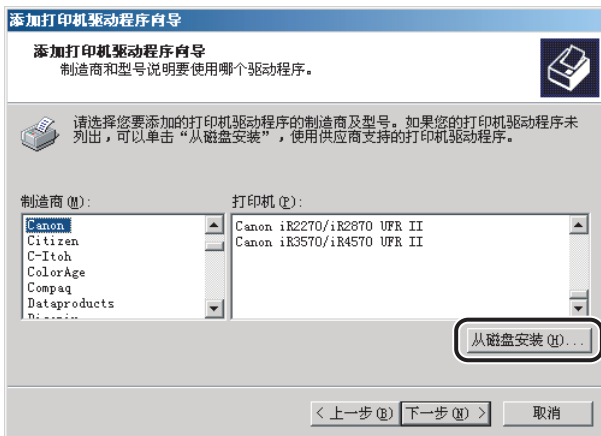 添加打印机驱动程序向导
添加打印机驱动程序向导
制造商和型号说明要使用哪个驱动程序。
请选择您要添加的打印机驱动程序的制造商及型号。如果您的打印机驱动程序未
列出，可以单击“从磁盘安装”，使用供应商支持的打印机驱动程序。
制造商(M):
打印机(P):
Canon
Citizen
C-Itoh
ColorAge
Compaq
Dataproducts
Canon iR2270/iR2870 UFR II
Canon iR3570/iR4570 UFR II
从磁盘安装(H)...
< 上一步(B)
下一步(N) >
取消